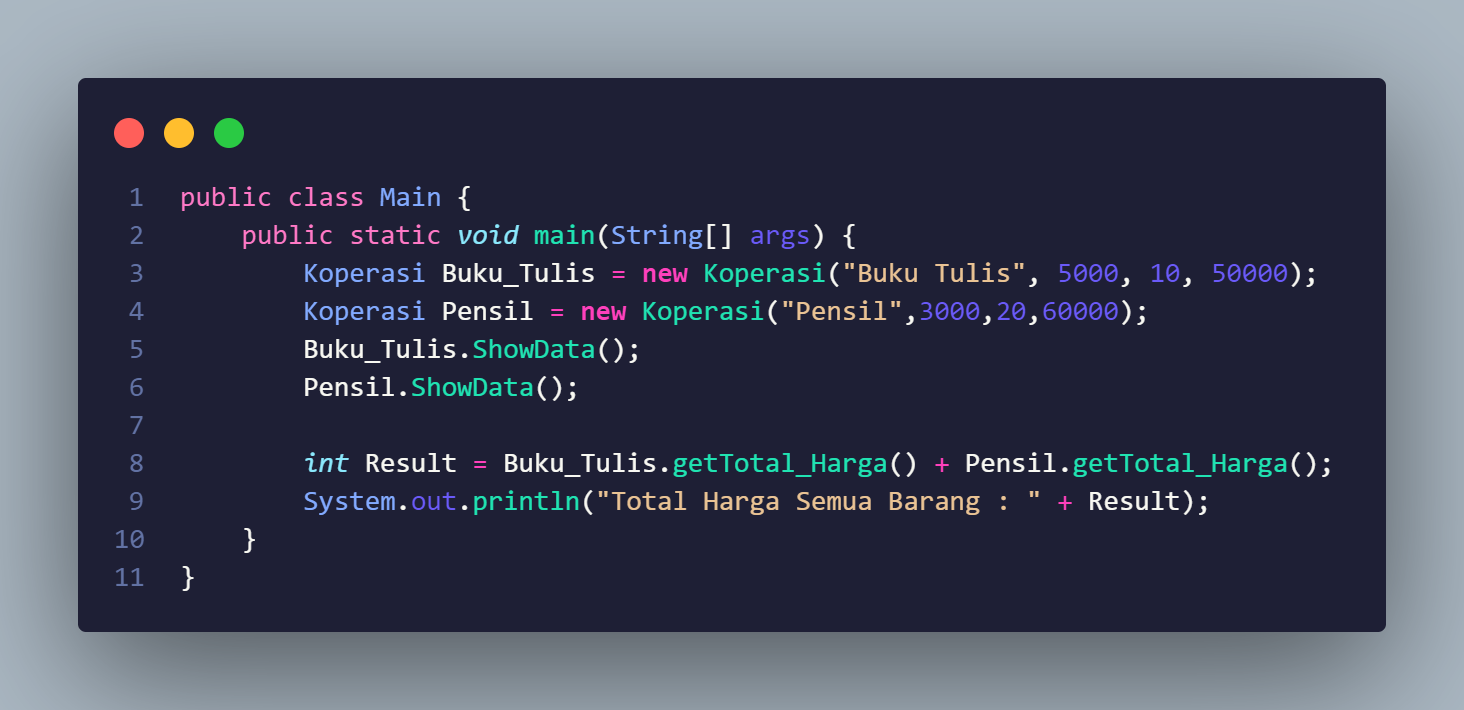 1 public class Main {
2     public static void main(String[] args) {
3         Koperasi Buku_Tulis = new Koperasi("Buku Tulis", 5000, 10, 50000);
4         Koperasi Pensil = new Koperasi("Pensil",3000,20,60000);
5         Buku_Tulis.ShowData();
6         Pensil.ShowData();
7
8         int Result = Buku_Tulis.getTotal_Harga() + Pensil.getTotal_Harga();
9         System.out.println("Total Harga Semua Barang : " + Result);
10     }
11 }